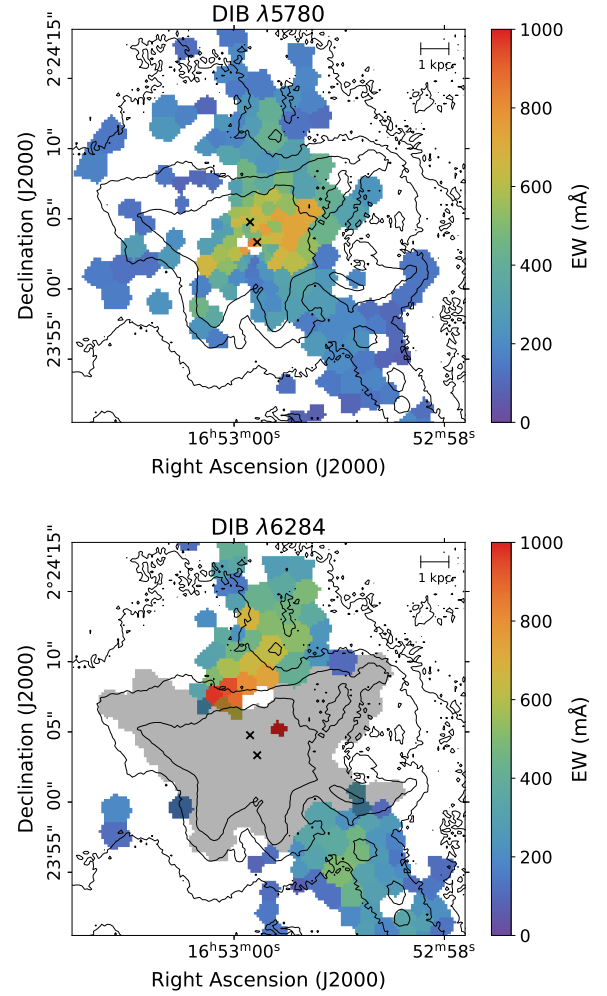 DIB λ5780
1 kpc
2°24'15"
10"
05"
00"
23'55"
Declination (J2000)
16ʰ53ᵐ00ˢ
52ᵐ58ˢ
Right Ascension (J2000)
1000
800
600
400
200
0
EW (mÅ)
DIB λ6284
1 kpc
2°24'15"
10"
05"
00"
23'55"
Declination (J2000)
16ʰ53ᵐ00ˢ
52ᵐ58ˢ
Right Ascension (J2000)
1000
800
600
400
200
0
EW (mÅ)